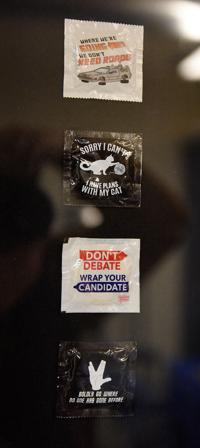 WHERE WE'RE
GOING
WE DON'T
NEED ROADS
SORRY I CAN'T
I HAVE PLANS
WITH MY CAT
DON'T
DEBATE
WRAP YOUR
CANDIDATE
BOLDLY GO WHERE
NO ONE HAS GONE BEFORE